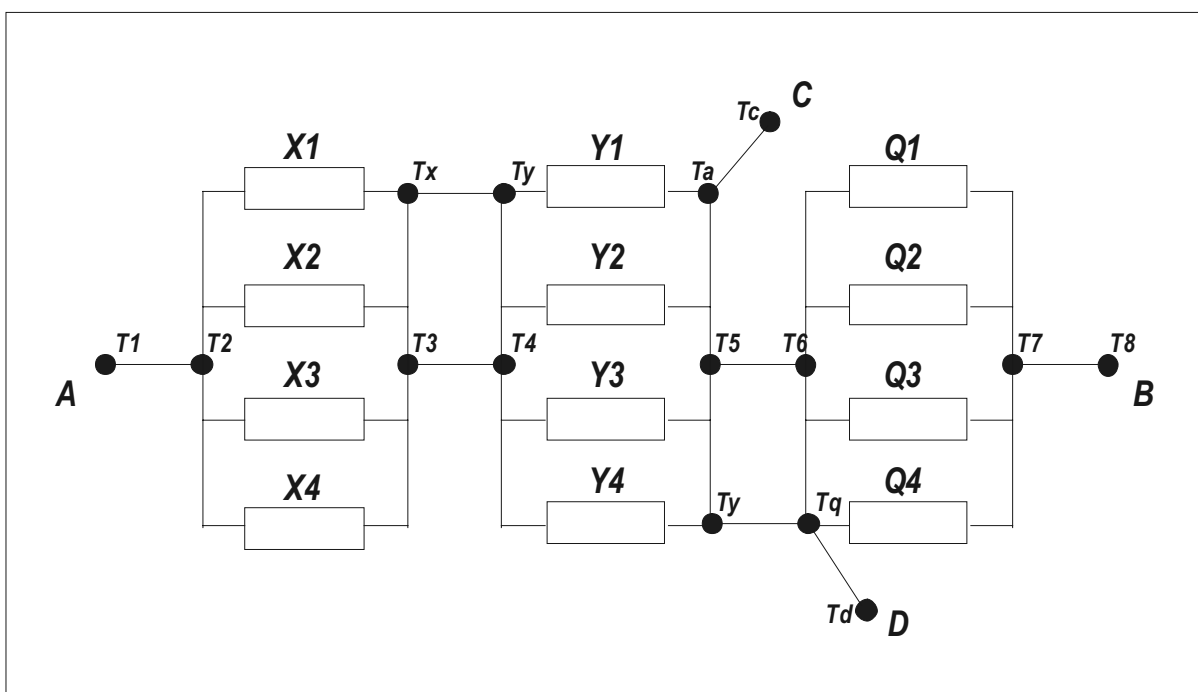 C
Tc
X1 Y1 Q1
Tx Ty Ta
X2 Y2 Q2
T1 T2 T3 T4 T5 T6 T7 T8
A X3 Y3 Q3 B
X4 Y4 Q4
Ty Tq
Td D